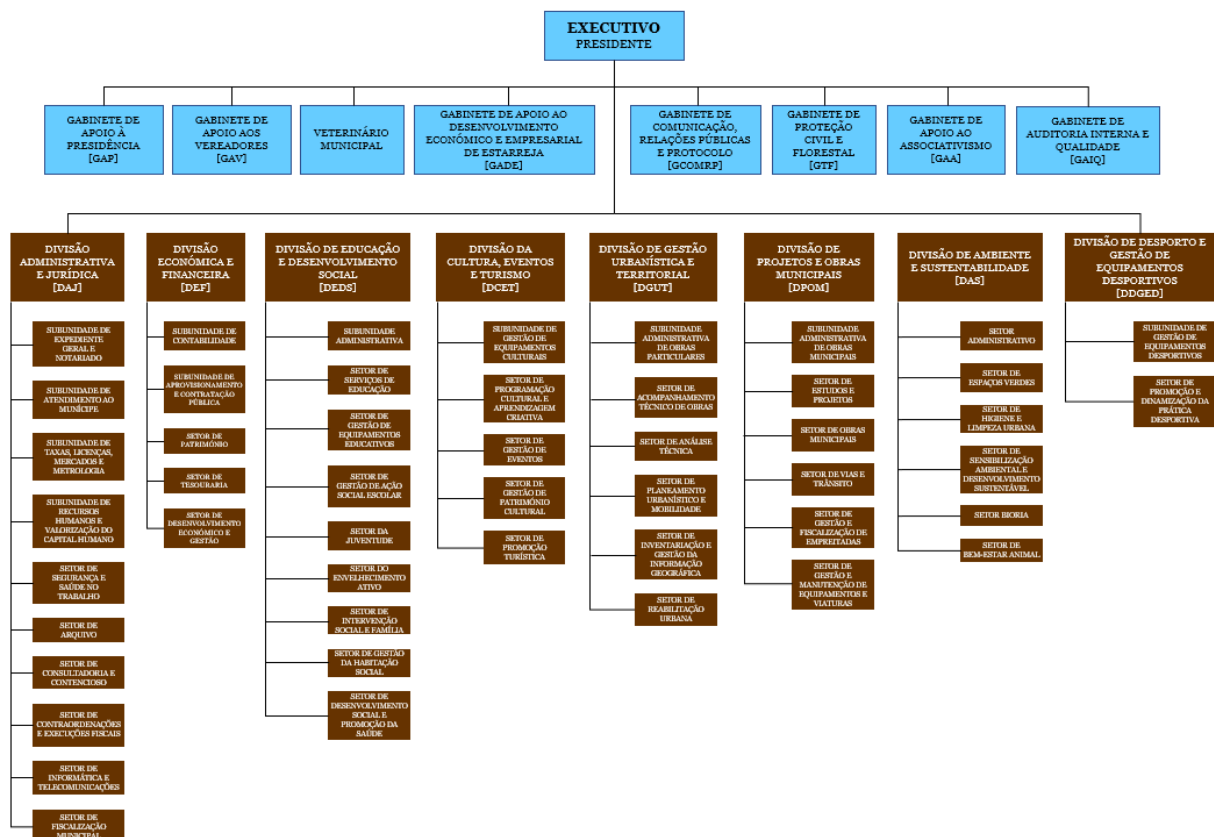 EXECUTIVO
PRESIDENTE
GABINETE DE
APOIO À
PRESIDÊNCIA
[GAP]
GABINETE DE
APOIO AOS
VEREADORES
[GAV]
VETERINÁRIO
MUNICIPAL
GABINETE DE APOIO AO
DESENVOLVIMENTO
ECONÓMICO E EMPRESARIAL
DE ESTARREJA
[GADE]
GABINETE DE
COMUNICAÇÃO,
RELAÇÕES PÚBLICAS
E PROTOCOLO
[GCOMRP]
GABINETE DE
PROTEÇÃO
CIVIL E
FLORESTAL
[GTF]
GABINETE DE
APOIO AO
ASSOCIATIVISMO
[GAA]
GABINETE DE
AUDITORIA INTERNA E
QUALIDADE
[GAIQ]
DIVISÃO
ADMINISTRATIVA
E JURÍDICA
[DAJ]
SUBUNIDADE DE
EXPEDIENTE
GERAL E
NOTARIADO
SUBUNIDADE DE
ATENDIMENTO AO
MUNÍCIPE
SUBUNIDADE DE
TAXAS, LICENÇAS,
MERCADOS E
METROLOGIA
SUBUNIDADE DE
RECURSOS
HUMANOS E
VALORIZAÇÃO DO
CAPITAL HUMANO
SETOR DE
SEGURANÇA E
SAÚDE NO
TRABALHO
SETOR DE
ARQUIVO
SETOR DE
CONSULTADORIA E
CONTENCIOSO
SETOR DE
CONTRAORDENAÇÕES
E EXECUÇÕES FISCAIS
SETOR DE
INFORMÁTICA E
TELECOMUNICAÇÕES
SETOR DE
FISCALIZAÇÃO
MUNICIPAL
DIVISÃO
ECONÓMICA E
FINANCEIRA
[DEF]
SUBUNIDADE DE
CONTABILIDADE
SUBUNIDADE DE
APROVISIONAMENTO
E CONTRATAÇÃO
PÚBLICA
SETOR DE
PATRIMÓNIO
SETOR DE
TESOURARIA
SETOR DE
DESENVOLVIMENTO
ECONÓMICO E
GESTÃO
DIVISÃO DE EDUCAÇÃO
E DESENVOLVIMENTO
SOCIAL
[DEDS]
SUBUNIDADE
ADMINISTRATIVA
SETOR DE
SERVIÇOS DE
EDUCAÇÃO
SETOR DE
GESTÃO DE
EQUIPAMENTOS
EDUCATIVOS
SETOR DE
GESTÃO DE AÇÃO
SOCIAL ESCOLAR
SETOR DA
JUVENTUDE
SETOR DO
ENVELHECIMENTO
ATIVO
SETOR DE
INTERVENÇÃO
SOCIAL E FAMÍLIA
SETOR DE GESTÃO
DA HABITAÇÃO
SOCIAL
SETOR DE
DESENVOLVIMENTO
SOCIAL E
PROMOÇÃO DA
SAÚDE
DIVISÃO DA
CULTURA, EVENTOS
E TURISMO
[DCET]
SUBUNIDADE DE
GESTÃO DE
EQUIPAMENTOS
CULTURAIS
SETOR DE
PROGRAMAÇÃO
CULTURAL E
APRENDIZAGEM
CRIATIVA
SETOR DE
GESTÃO DE
EVENTOS
SETOR DE
GESTÃO DE
PATRIMÓNIO
CULTURAL
SETOR DE
PROMOÇÃO
TURÍSTICA
DIVISÃO DE GESTÃO
URBANÍSTICA E
TERRITORIAL
[DGUT]
SUBUNIDADE
ADMINISTRATIVA
DE OBRAS
PARTICULARES
SETOR DE
ACOMPANHAMENTO
TÉCNICO DE OBRAS
SETOR DE ANÁLISE
TÉCNICA
SETOR DE
PLANEAMENTO
URBANÍSTICO E
MOBILIDADE
SETOR DE
INVENTARIAÇÃO E
GESTÃO DA
INFORMAÇÃO
GEOGRÁFICA
SETOR DE
REABILITAÇÃO
URBANA
DIVISÃO DE
PROJETOS E OBRAS
MUNICIPAIS
[DPOM]
SUBUNIDADE
ADMINISTRATIVA
DE OBRAS
MUNICIPAIS
SETOR DE
ESTUDOS E
PROJETOS
SETOR DE OBRAS
MUNICIPAIS
SETOR DE VIAS E
TRÂNSITO
SETOR DE
GESTÃO E
FISCALIZAÇÃO DE
EMPREITADAS
SETOR DE
GESTÃO E
MANUTENÇÃO DE
EQUIPAMENTOS E
VIATURAS
DIVISÃO DE AMBIENTE
E SUSTENTABILIDADE
[DAS]
SETOR
ADMINISTRATIVO
SETOR DE
ESPAÇOS VERDES
SETOR DE
HIGIENE E
LIMPEZA URBANA
SETOR DE
SENSIBILIZAÇÃO
AMBIENTAL E
DESENVOLVIMENTO
SUSTENTÁVEL
SETOR BIORIA
SETOR DE
BEM-ESTAR ANIMAL
DIVISÃO DE DESPORTO E
GESTÃO DE
EQUIPAMENTOS
DESPORTIVOS
[DDGED]
SUBUNIDADE DE
GESTÃO DE
EQUIPAMENTOS
DESPORTIVOS
SETOR DE
PROMOÇÃO E
DINAMIZAÇÃO DA
PRÁTICA
DESPORTIVA